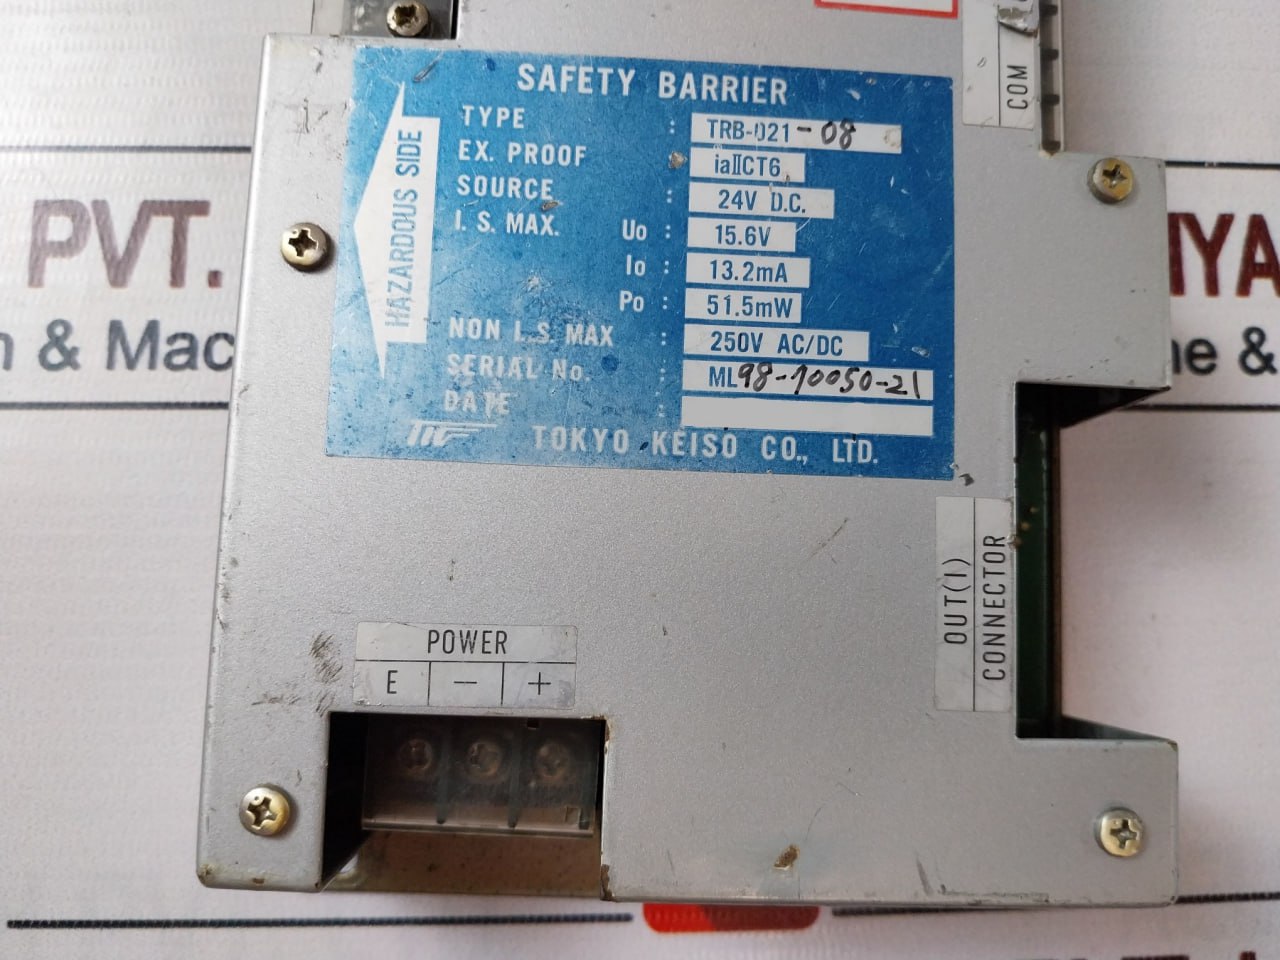 COM
SAFETY BARRIER
HAZARDOUS SIDE
TYPE : TRB-D21-08
EX. PROOF iaIICT6
SOURCE : 24V D.C.
I. S. MAX. Uo : 15.6V
Io : 13.2mA
Po : 51.5mW
NON I.S. MAX : 250V AC/DC
SERIAL No. : ML98-10050-21
DATE :
TOKYO KEISO CO., LTD.
OUT(I)
CONNECTOR
POWER
E - +
PVT.
& Mac
IYA
ne &